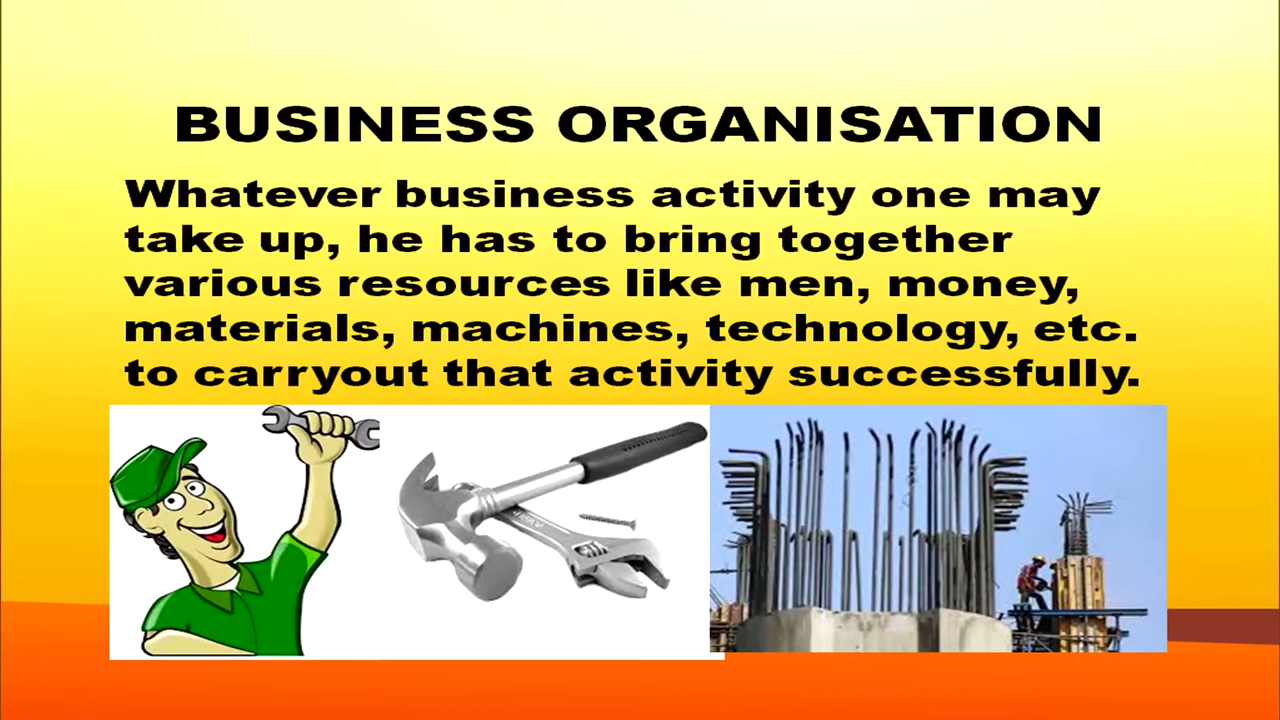 BUSINESS ORGANISATION
Whatever business activity one may
take up, he has to bring together
various resources like men, money,
materials, machines, technology, etc.
to carryout that activity successfully.